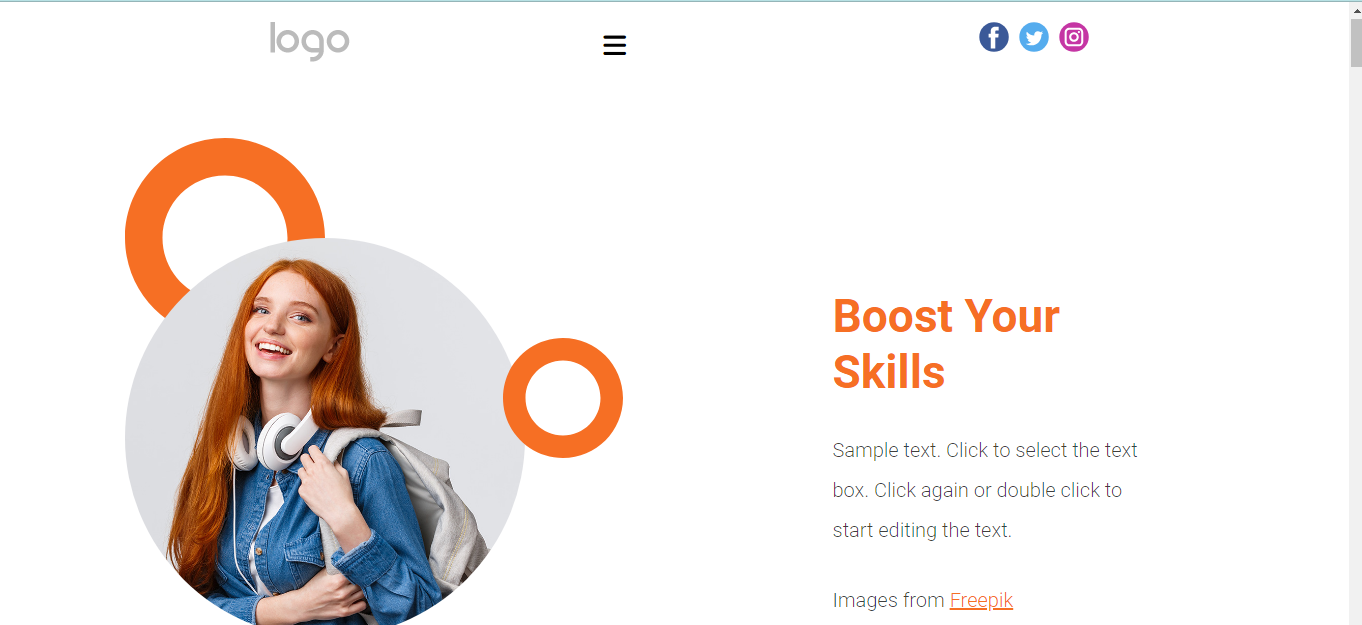 logo
Boost Your
Skills
Sample text. Click to select the text
box. Click again or double click to
start editing the text.
Images from Freepik